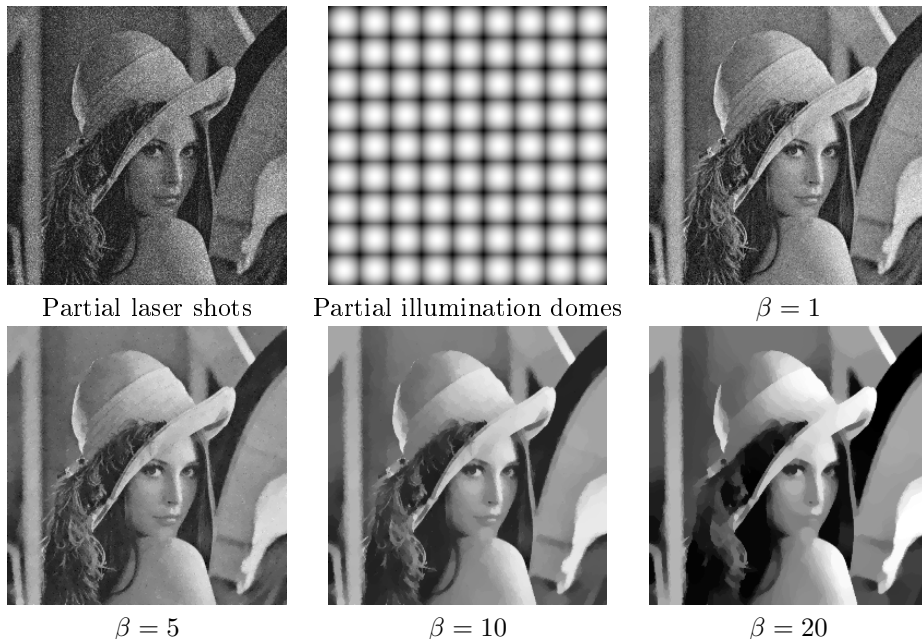 Partial laser shots
Partial illumination domes
β = 1
β = 5
β = 10
β = 20